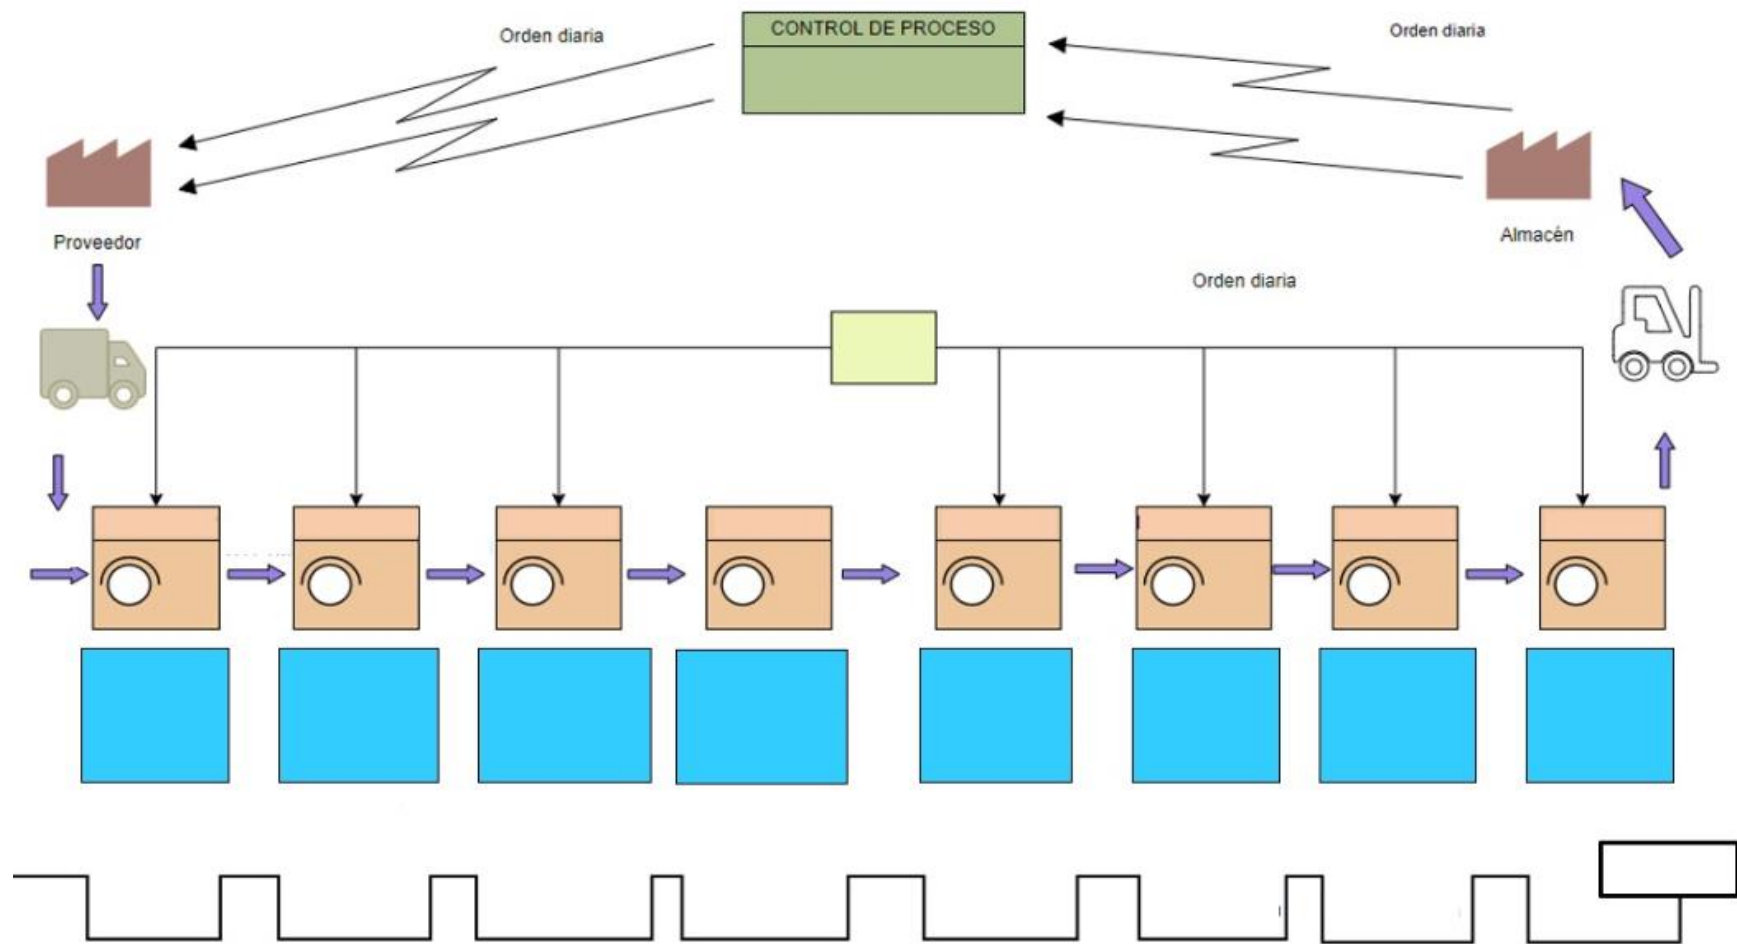 Orden diaria
CONTROL DE PROCESO
Orden diaria
Proveedor
Almacén
Orden diaria